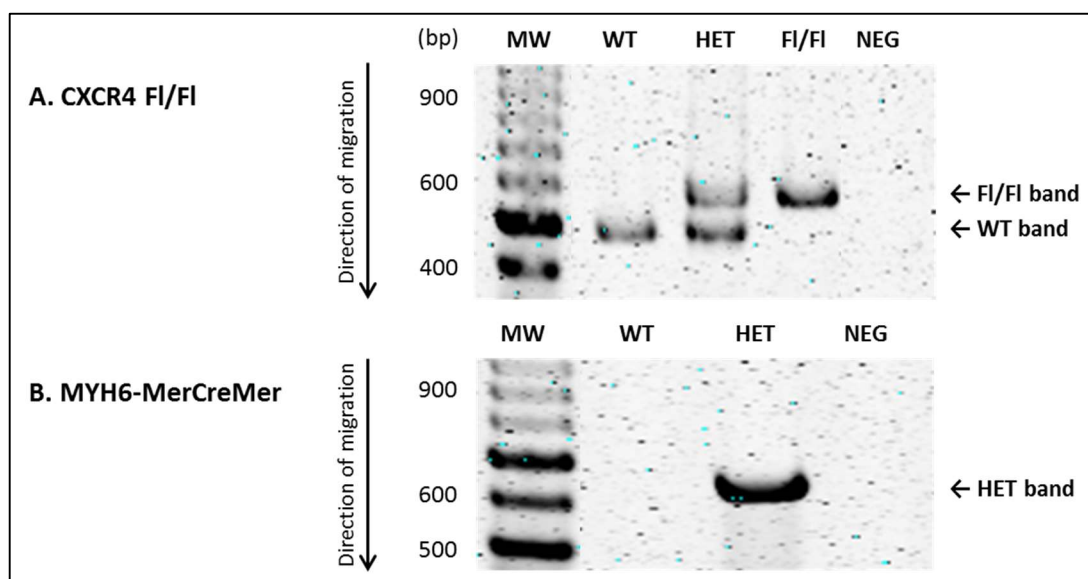 (bp) MW WT HET Fl/Fl NEG
A. CXCR4 Fl/Fl
Direction of migration
900
600
400
← Fl/Fl band
← WT band
MW WT HET NEG
B. MYH6-MerCreMer
Direction of migration
900
600
500
← HET band